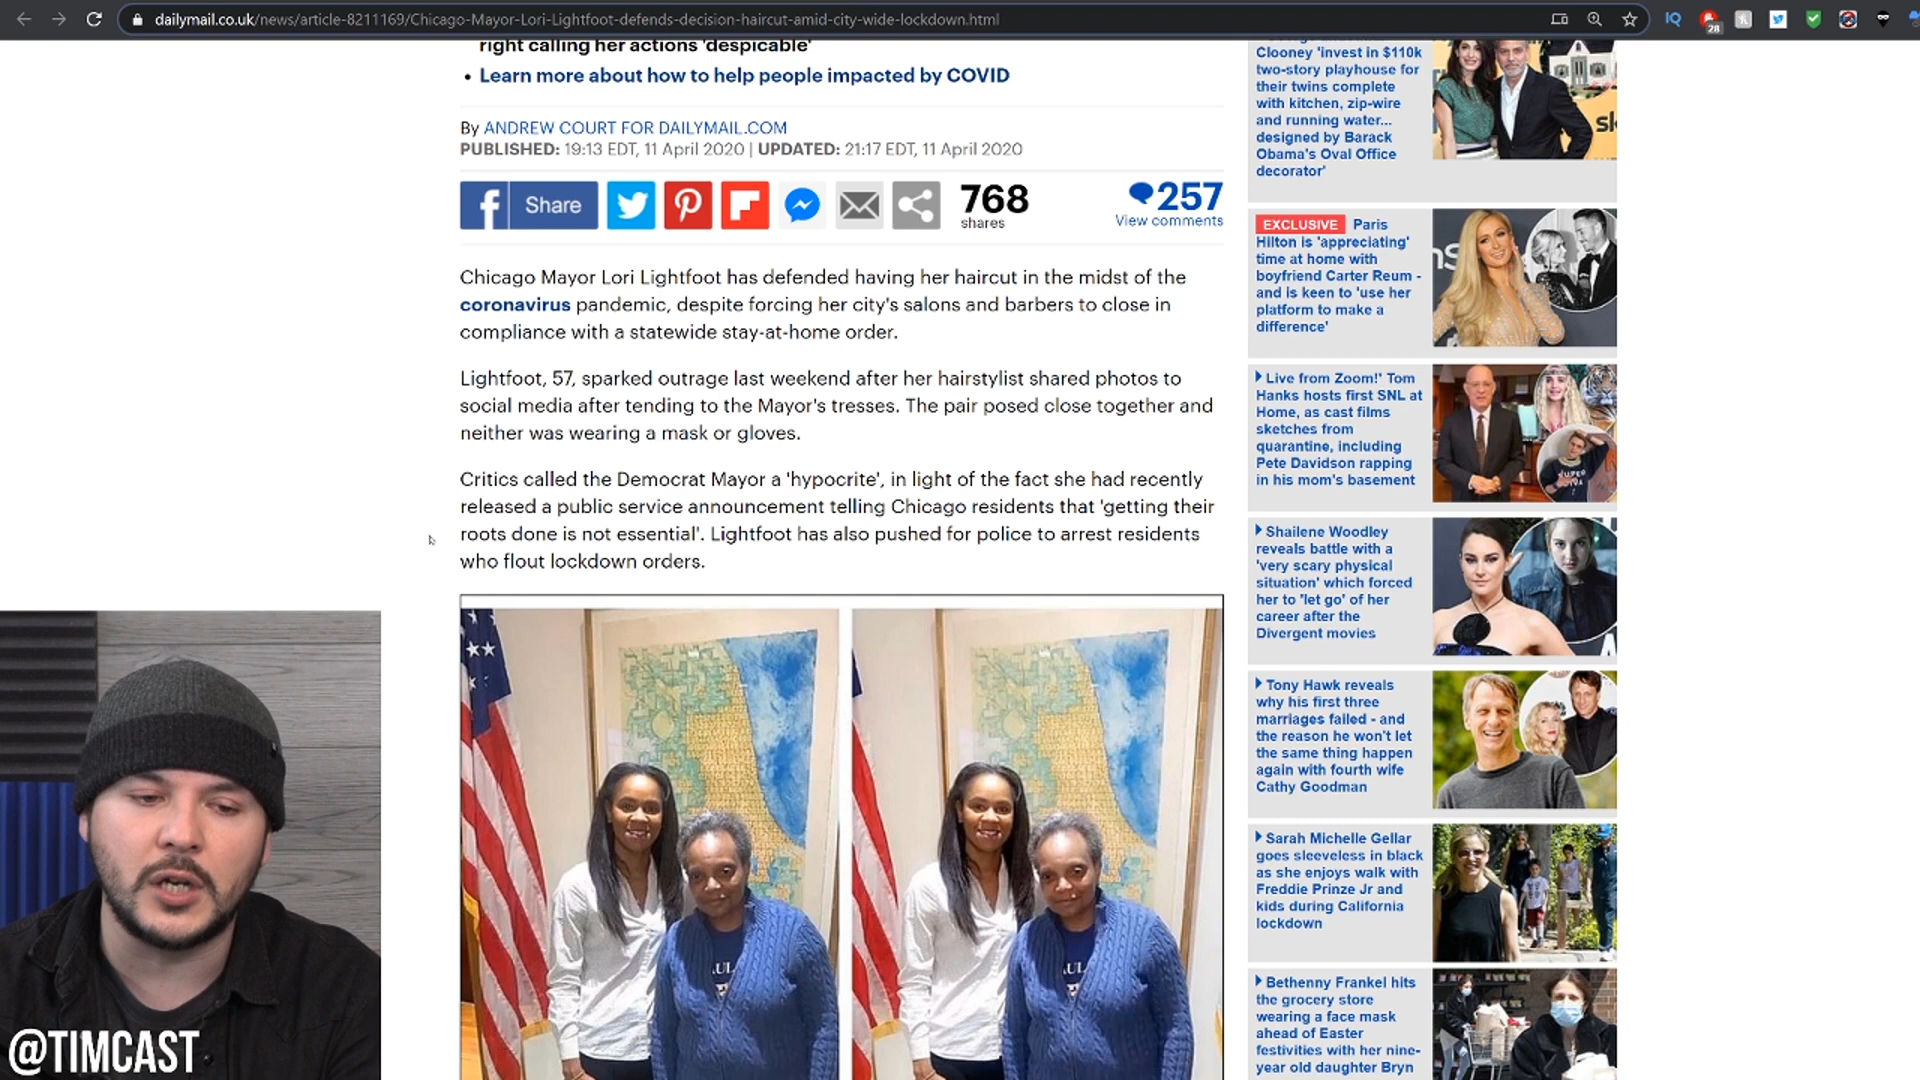 dailymail.co.uk/news/article-8211169/Chicago-Mayor-Lori-Lightfoot-defends-decision-haircut-amid-city-wide-lockdown.html
28
right calling her actions 'despicable'
• Learn more about how to help people impacted by COVID
By ANDREW COURT FOR DAILYMAIL.COM
PUBLISHED: 19:13 EDT, 11 April 2020 | UPDATED: 21:17 EDT, 11 April 2020
Share
768
shares
257
View comments
Chicago Mayor Lori Lightfoot has defended having her haircut in the midst of the
coronavirus pandemic, despite forcing her city's salons and barbers to close in
compliance with a statewide stay-at-home order.
Lightfoot, 57, sparked outrage last weekend after her hairstylist shared photos to
social media after tending to the Mayor's tresses. The pair posed close together and
neither was wearing a mask or gloves.
Critics called the Democrat Mayor a 'hypocrite', in light of the fact she had recently
released a public service announcement telling Chicago residents that 'getting their
roots done is not essential'. Lightfoot has also pushed for police to arrest residents
who flout lockdown orders.
@TIMCAST
Clooney 'invest in $110k
two-story playhouse for
their twins complete
with kitchen, zip-wire
and running water...
designed by Barack
Obama's Oval Office
decorator'
EXCLUSIVE Paris
Hilton is 'appreciating'
time at home with
boyfriend Carter Reum -
and is keen to 'use her
platform to make a
difference'
Live from Zoom!' Tom
Hanks hosts first SNL at
Home, as cast films
sketches from
quarantine, including
Pete Davidson rapping
in his mom's basement
Shailene Woodley
reveals battle with a
'very scary physical
situation' which forced
her to 'let go' of her
career after the
Divergent movies
Tony Hawk reveals
why his first three
marriages failed - and
the reason he won't let
the same thing happen
again with fourth wife
Cathy Goodman
Sarah Michelle Gellar
goes sleeveless in black
as she enjoys walk with
Freddie Prinze Jr and
kids during California
lockdown
Bethenny Frankel hits
the grocery store
wearing a face mask
ahead of Easter
festivities with her nine-
year old daughter Bryn